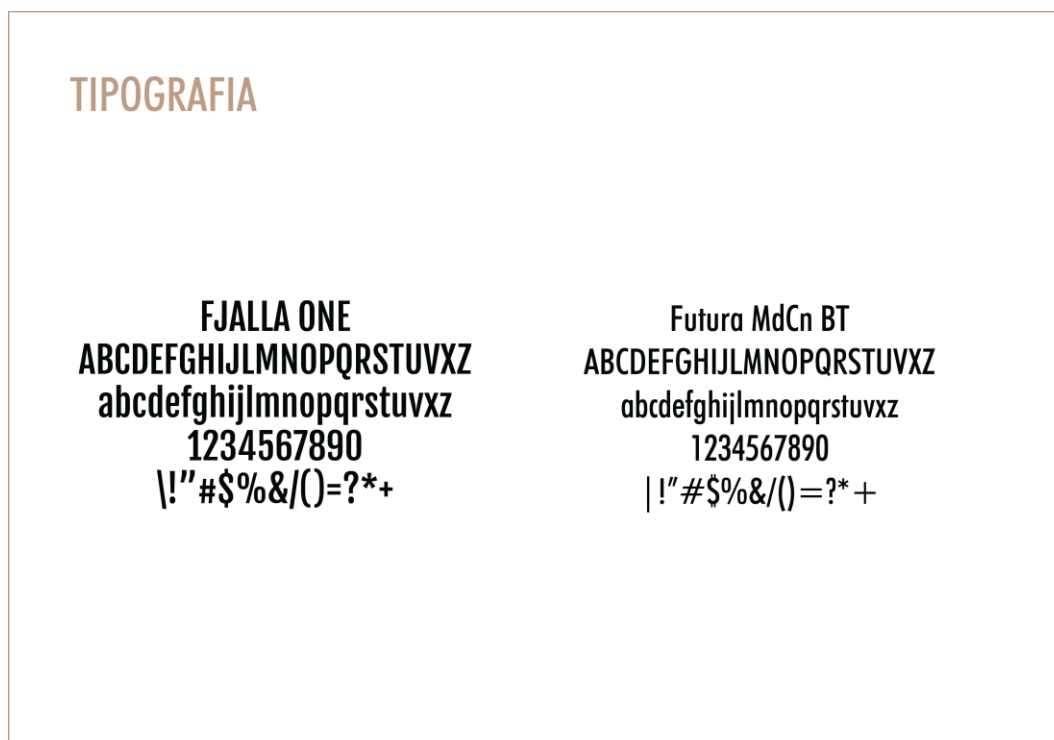 TIPOGRAFIA
FJALLA ONE
ABCDEFGHIJLMNOPQRSTUVXZ
abcdefghijlmnopqrstuvxz
1234567890
\!”#$%&/()=?*+
Futura MdCn BT
ABCDEFGHIJLMNOPQRSTUVXZ
abcdefghijlmnopqrstuvxz
1234567890
|!”#$%&/()=?*+